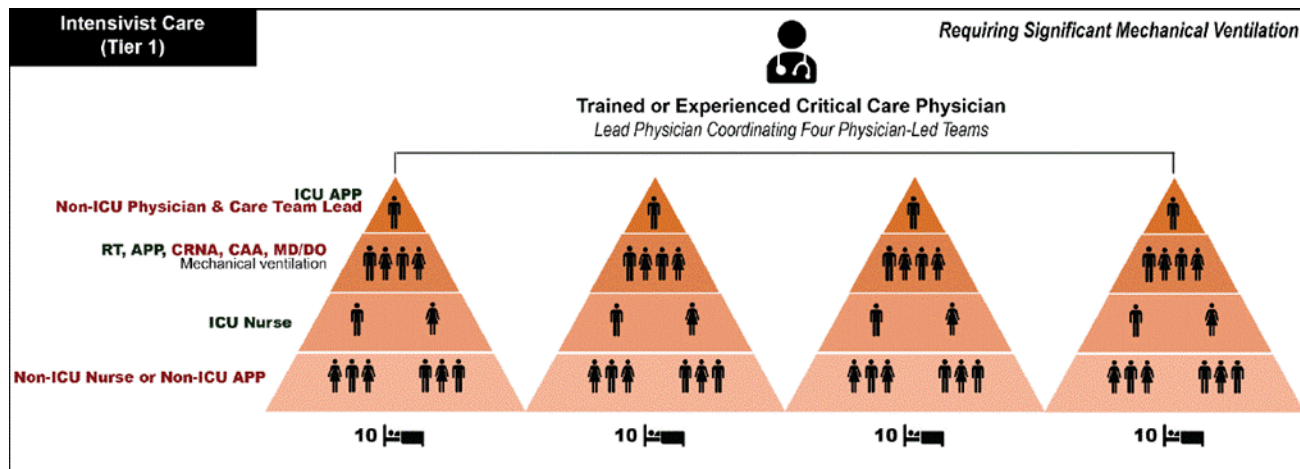 Intensivist Care
(Tier 1)
Requiring Significant Mechanical Ventilation
Trained or Experienced Critical Care Physician
Lead Physician Coordinating Four Physician-Led Teams
ICU APP
Non-ICU Physician & Care Team Lead
RT, APP, CRNA, CAA, MD/DO
Mechanical ventilation
ICU Nurse
Non-ICU Nurse or Non-ICU APP
10
10
10
10